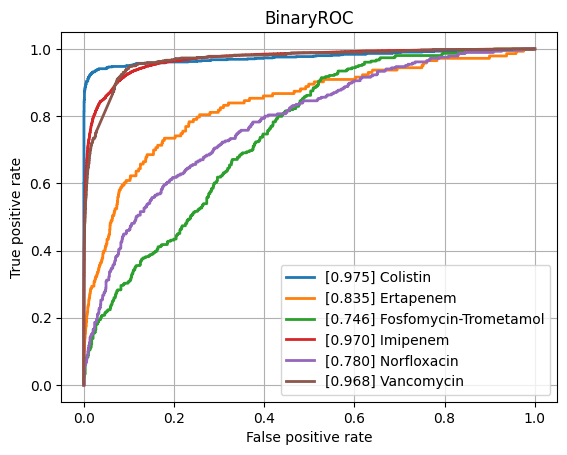 BinaryROC
1.0
0.8
0.6
0.4
0.2
0.0
True positive rate
[0.975] Colistin
[0.835] Ertapenem
[0.746] Fosfomycin-Trometamol
[0.970] Imipenem
[0.780] Norfloxacin
[0.968] Vancomycin
0.0 0.2 0.4 0.6 0.8 1.0
False positive rate